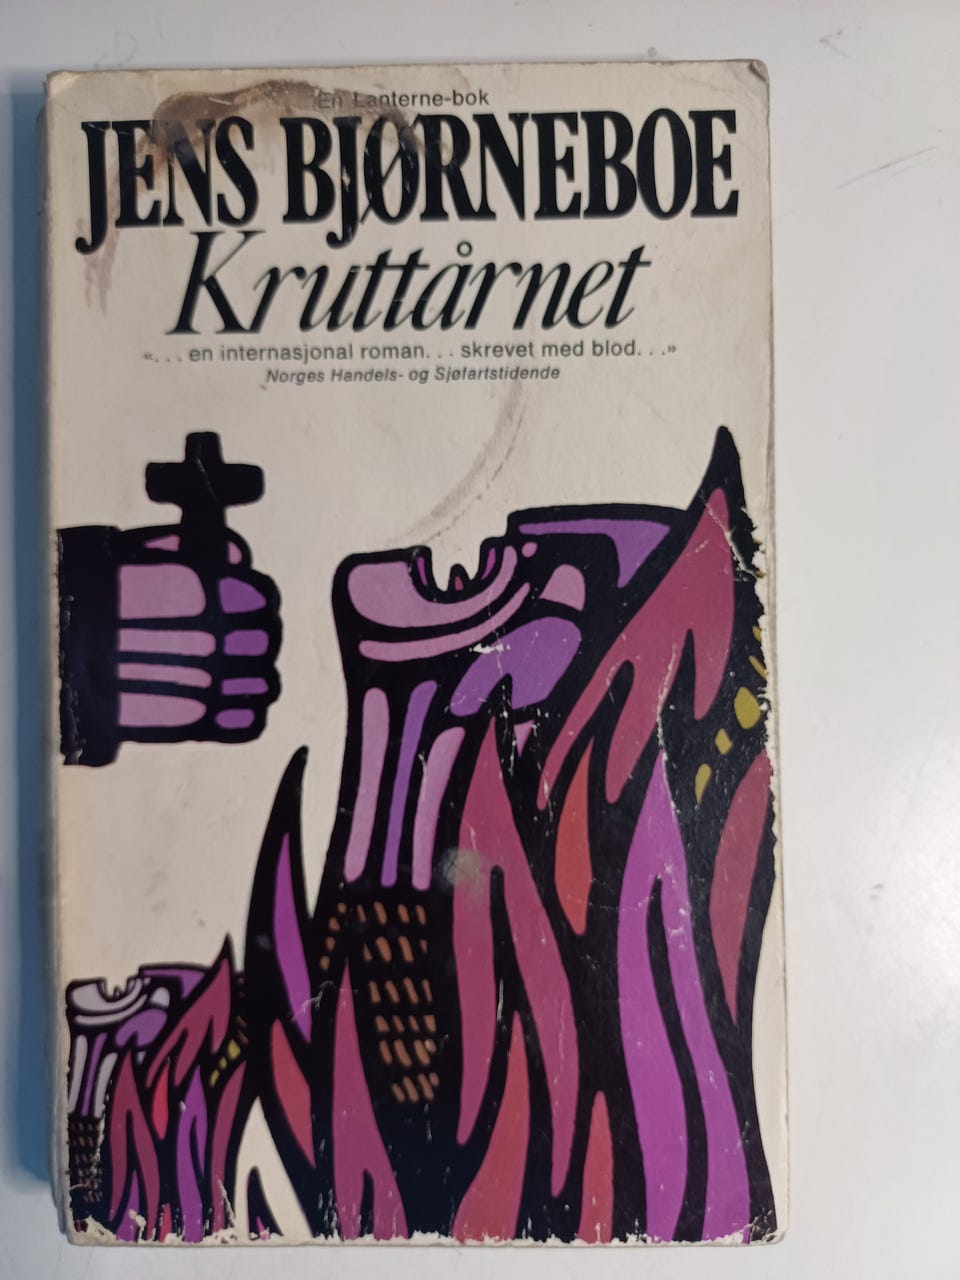 En Lanterne-bok
JENS BJØRNEBOE
Kruttårnet
«. . . en internasjonal roman. . . skrevet med blod. . .»
Norges Handels- og Sjøfartstidende